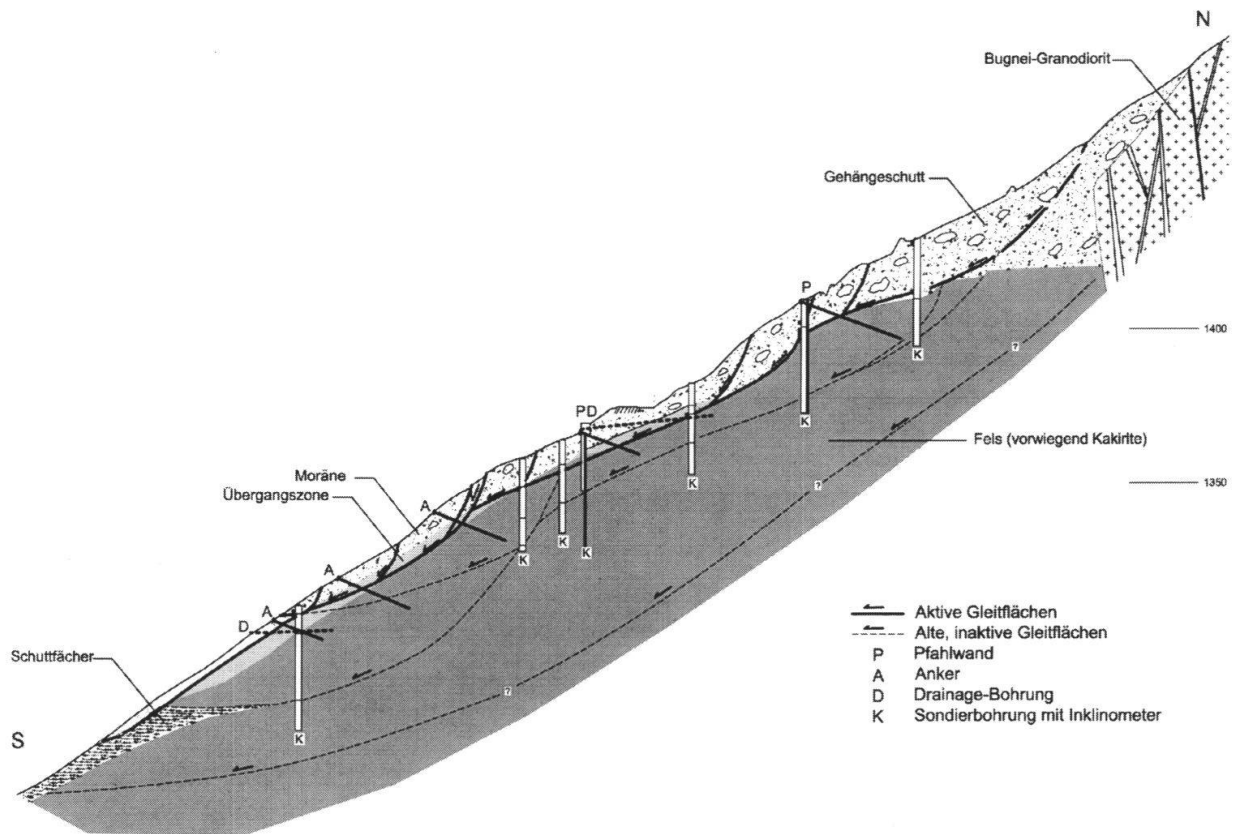 N
Bugnei-Granodiorit
Gehängeschutt
P
1400
K
K
?
PD
K
Fels (vorwiegend Kakirite)
?
1350
Moräne
Übergangszone
A
K
K
K
A
A
D
Schuttfächer
?
K
S
Aktive Gleitflächen
Alte, inaktive Gleitflächen
P Pfahlwand
A Anker
D Drainage-Bohrung
K Sondierbohrung mit Inklinometer